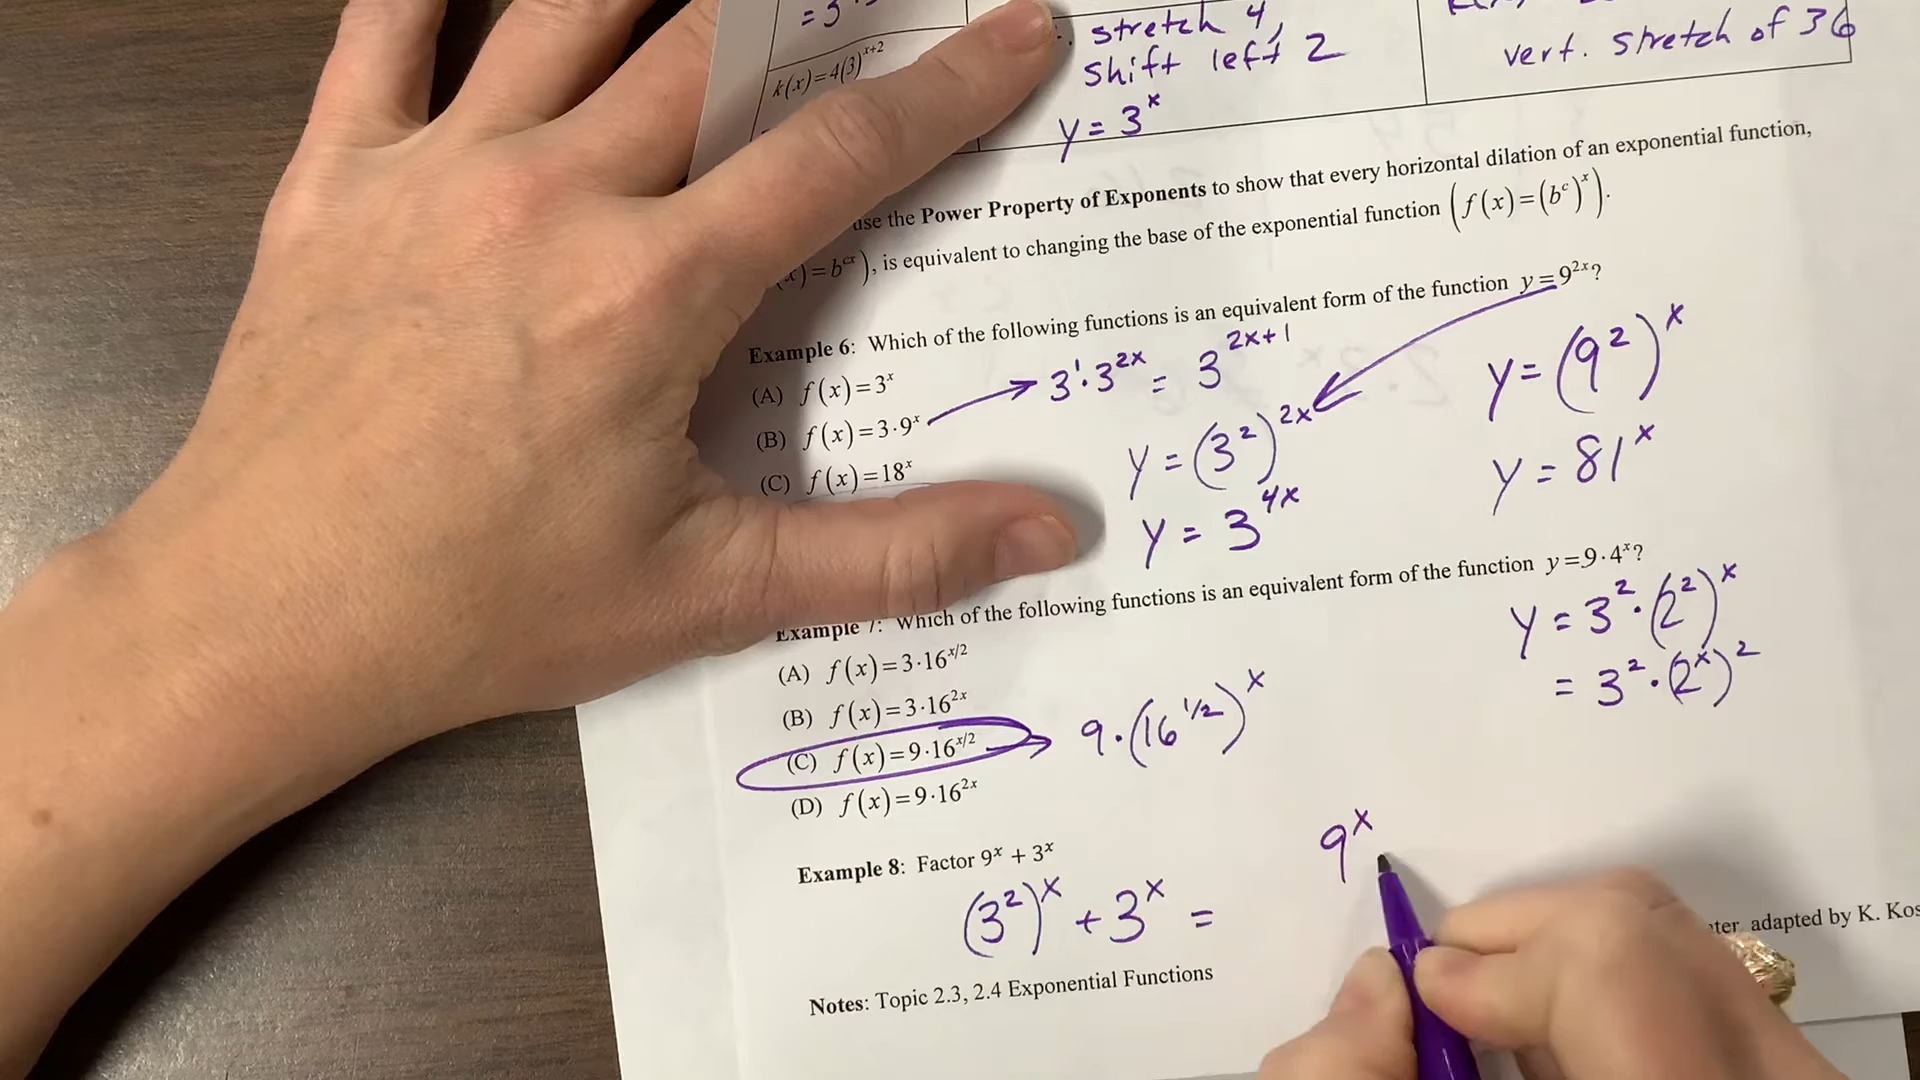 = 3
stretch 4,
shift left 2
y = 3^x
vert. stretch of 36
k(x)=4(3)^{x+2}
use the Power Property of Exponents to show that every horizontal dilation of an exponential function,
(x)=b^{cx}), is equivalent to changing the base of the exponential function (f(x)=(b^c)^x).
Example 6: Which of the following functions is an equivalent form of the function y=9^{2x}?
(A) f(x)=3^x
(B) f(x)=3·9^x → 3^1·3^{2x} = 3^{2x+1}
(C) f(x)=18^x
y = (3^2)^{2x}
y = 3^{4x}
y = (9^2)^x
y = 81^x
Example 7: Which of the following functions is an equivalent form of the function y=9·4^x?
(A) f(x)=3·16^{x/2}
(B) f(x)=3·16^{2x}
(C) f(x)=9·16^{x/2} → 9·(16^{1/2})^x
(D) f(x)=9·16^{2x}
y = 3^2·(2^2)^x
= 3^2·(2^x)^2
Example 8: Factor 9^x + 3^x
(3^2)^x + 3^x =
9^x
adapted by K. Kos
Notes: Topic 2.3, 2.4 Exponential Functions